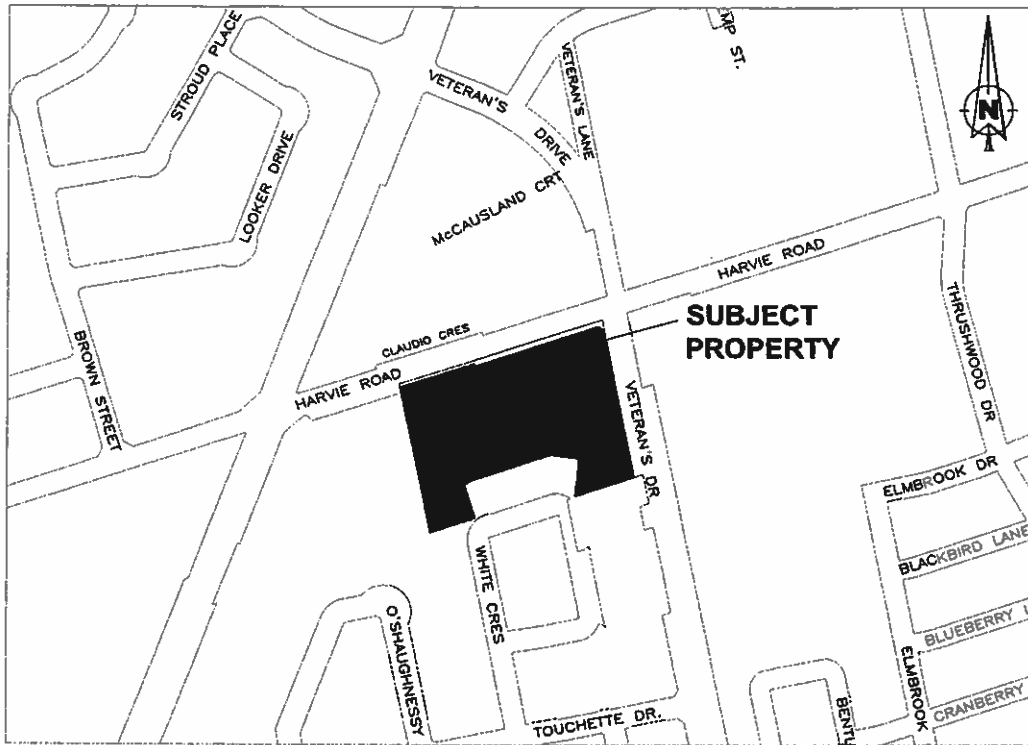 STROUD PLACE
LOOKER DRIVE
VETERAN'S
DRIVE
VETERAN'S LANE
MP ST.
N
McCAUSLAND CRT
HARVIE ROAD
CLAUDIO CRES
HARVIE ROAD
BROWN STREET
SUBJECT
PROPERTY
THRUSHWOOD DR
VETERAN'S DR
ELMBROOK DR
BLACKBIRD LANE
BLUEBERRY
CRANBERRY
ELMBROOK
WHITE CRES
O'SHAUGHNESSY
TOUCHETTE DR.
BENTL